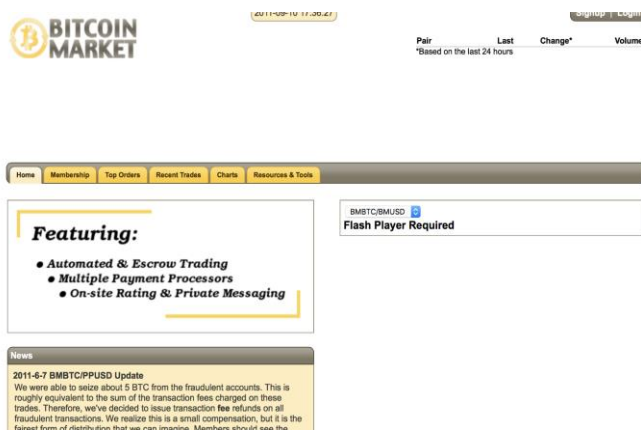 2011-09-10 17:36:27
Signup | Login
BITCOIN
MARKET
Pair Last Change* Volume
*Based on the last 24 hours
Home Membership Top Orders Recent Trades Charts Resources & Tools
Featuring:
• Automated & Escrow Trading
• Multiple Payment Processors
• On-site Rating & Private Messaging
BMBTC/BMUSD
Flash Player Required
News
2011-6-7 BMBTC/PPUSD Update
We were able to seize about 5 BTC from the fraudulent accounts. This is
roughly equivalent to the sum of the transaction fees charged on these
trades. Therefore, we've decided to issue transaction fee refunds on all
fraudulent transactions. We realize this is a small compensation, but it is the
fairest form of distribution that we can imagine. Members should see the